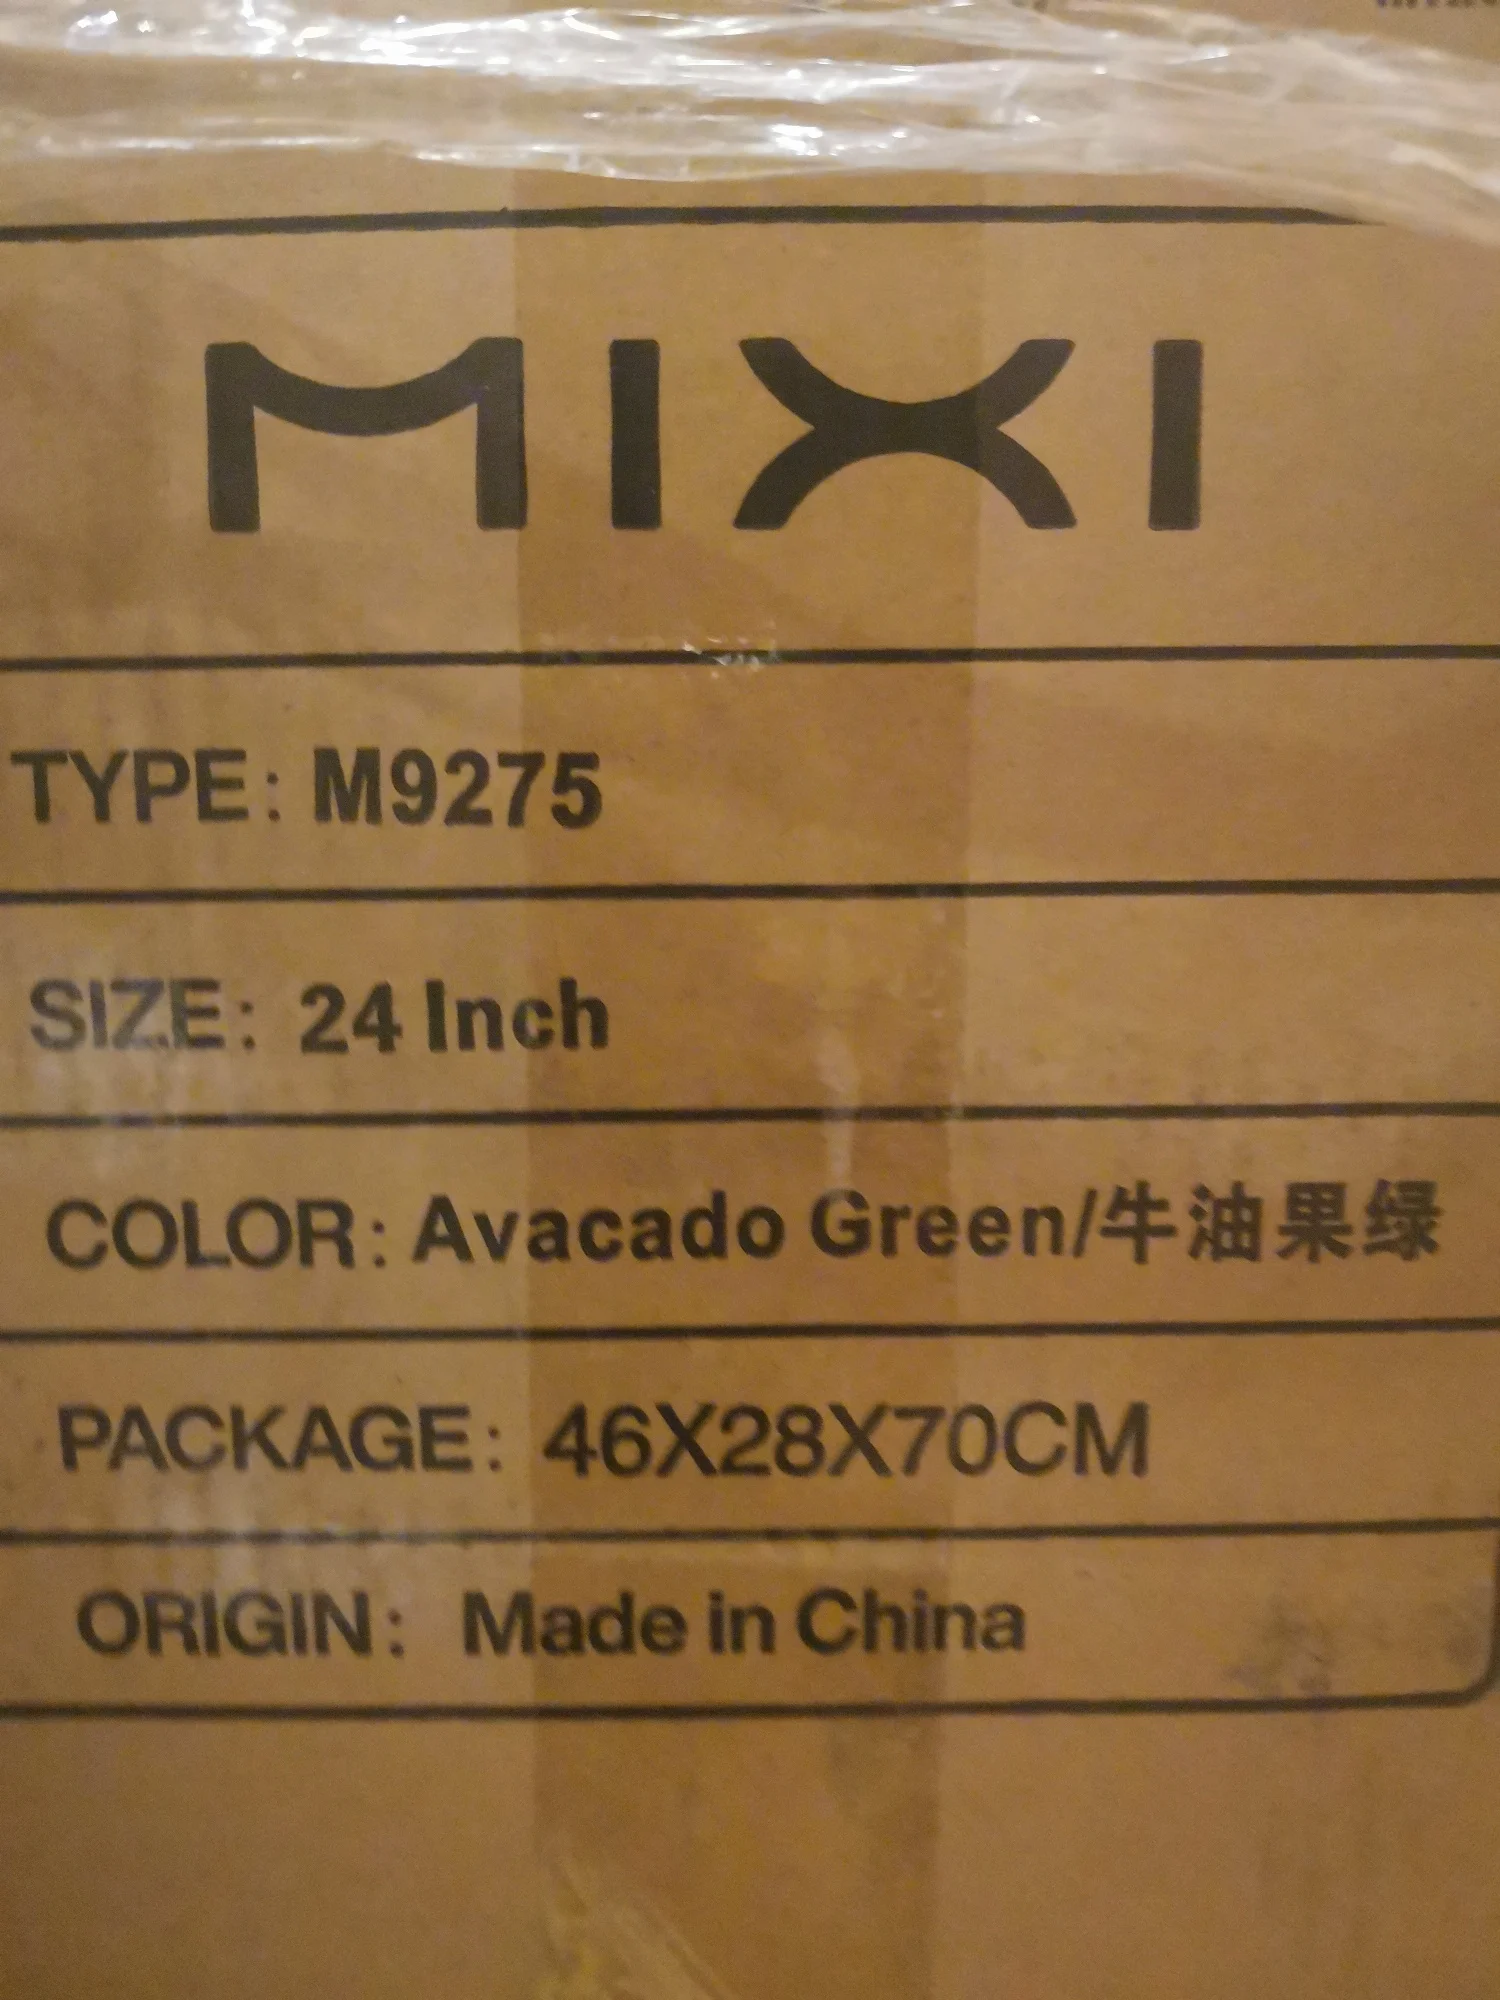 MIXI
TYPE: M9275
SIZE: 24 Inch
COLOR: Avacado Green/牛油果绿
PACKAGE: 46X28X70CM
ORIGIN: Made in China